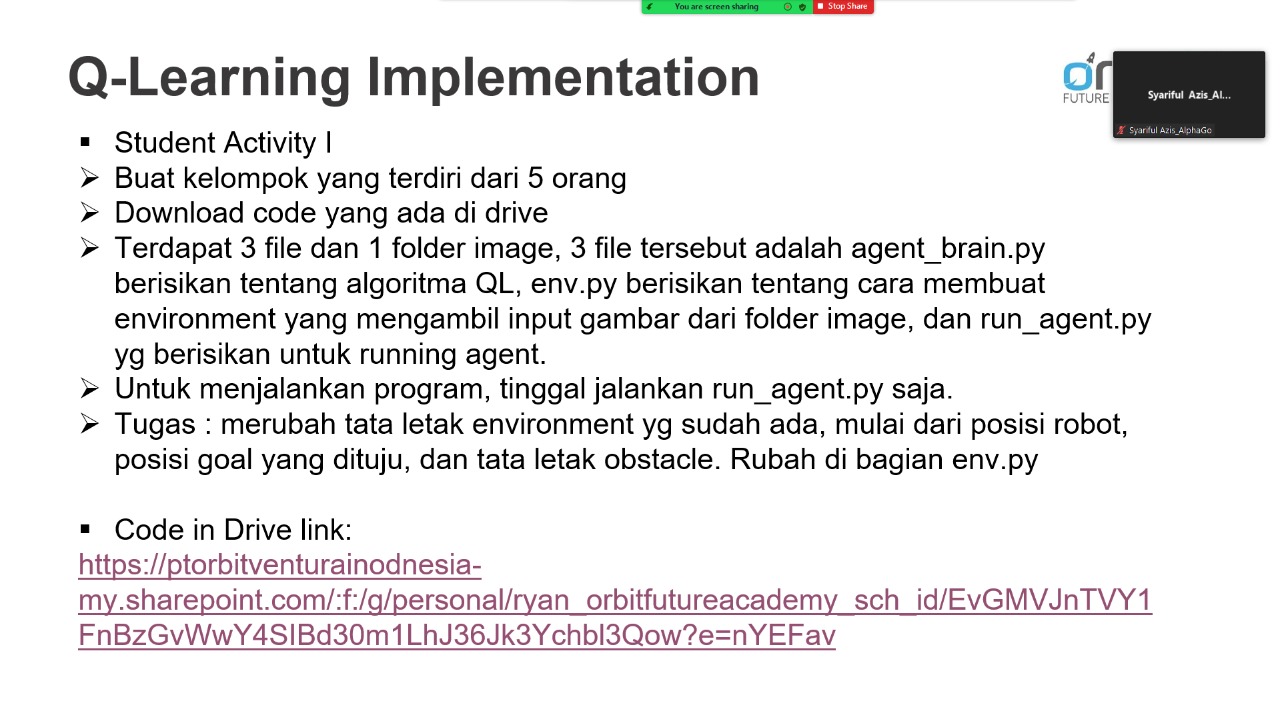 You are screen sharing
Stop Share
Q-Learning Implementation
FUTURE
Syariful Azis_Al...
Syariful Azis_AlphaGo
▪ Student Activity I
➢ Buat kelompok yang terdiri dari 5 orang
➢ Download code yang ada di drive
➢ Terdapat 3 file dan 1 folder image, 3 file tersebut adalah agent_brain.py
berisikan tentang algoritma QL, env.py berisikan tentang cara membuat
environment yang mengambil input gambar dari folder image, dan run_agent.py
yg berisikan untuk running agent.
➢ Untuk menjalankan program, tinggal jalankan run_agent.py saja.
➢ Tugas : merubah tata letak environment yg sudah ada, mulai dari posisi robot,
posisi goal yang dituju, dan tata letak obstacle. Rubah di bagian env.py
▪ Code in Drive link:
https://ptorbitventurainodnesia-
my.sharepoint.com/:f:/g/personal/ryan_orbitfutureacademy_sch_id/EvGMVJnTVY1
FnBzGvWwY4SIBd30m1LhJ36Jk3Ychbl3Qow?e=nYEFav